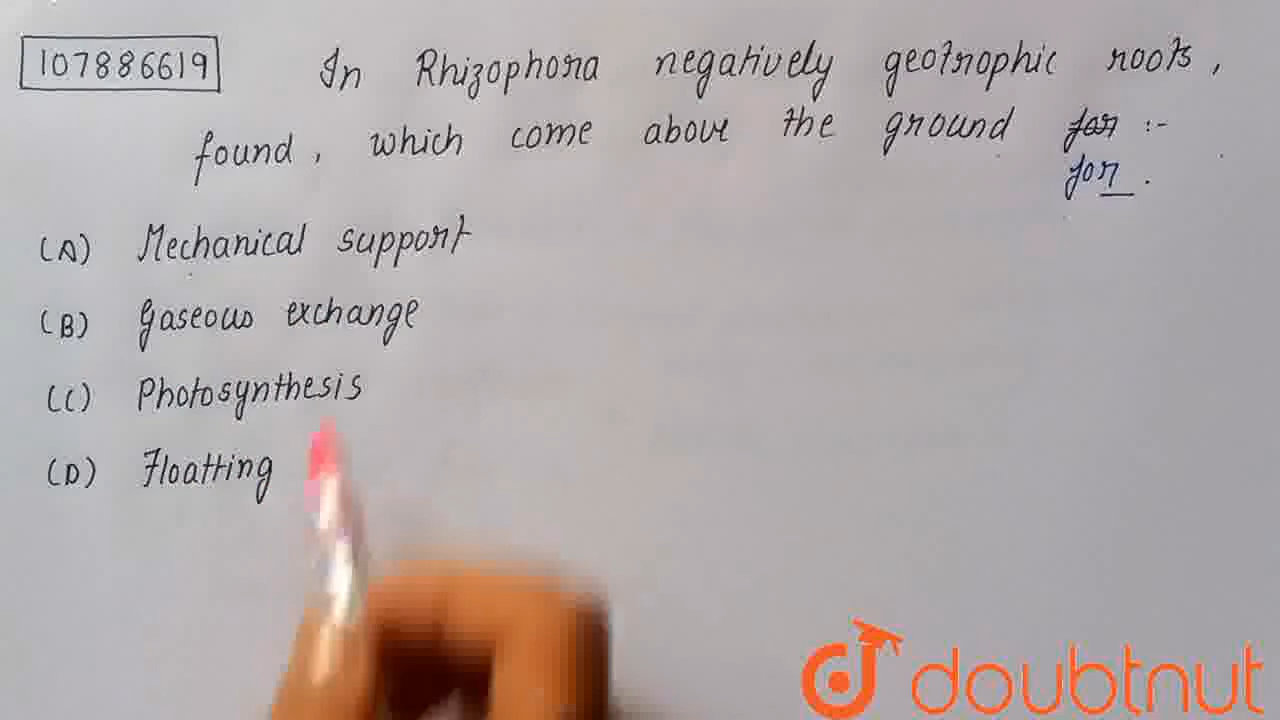 107886619 In Rhizophora negatively geotrophic roots,
found, which come above the ground for :-
for.
(A) Mechanical support
(B) Gaseous exchange
(C) Photosynthesis
(D) Floatting
doubtnut